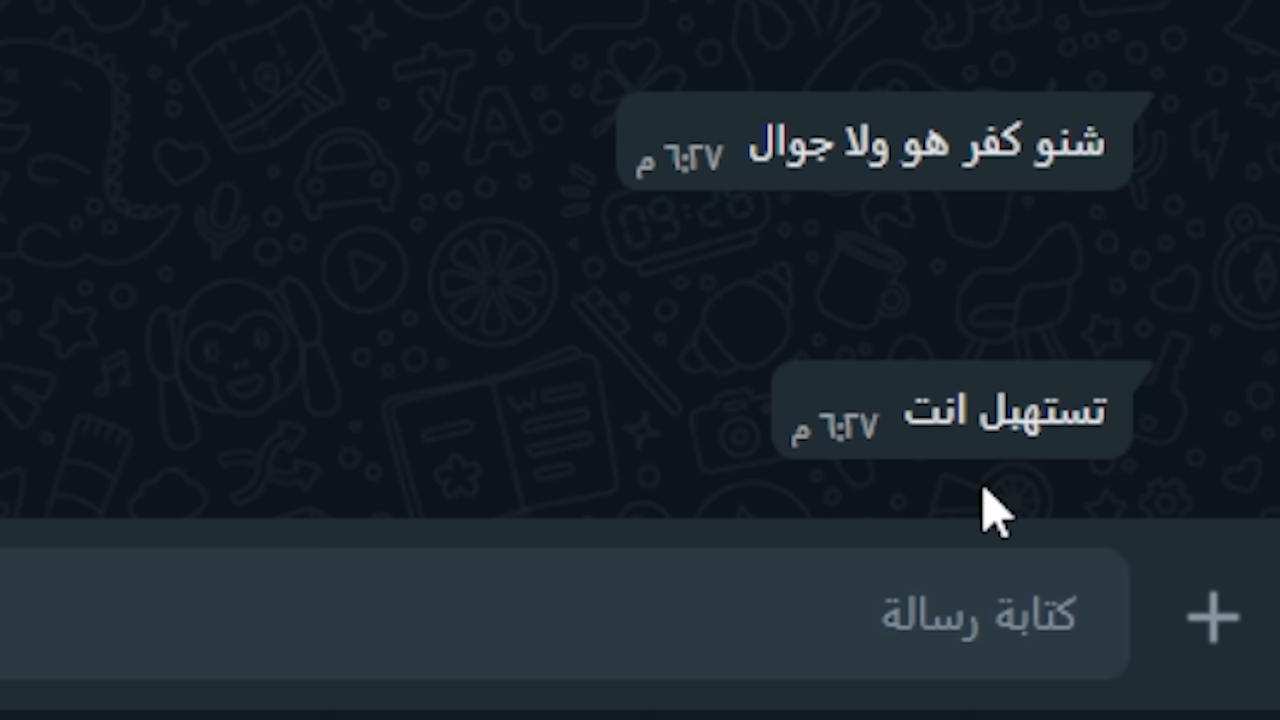 شنو كفر هو ولا جوال
٦:٢٧ م
تستهبل انت
٦:٢٧ م
كتابة رسالة